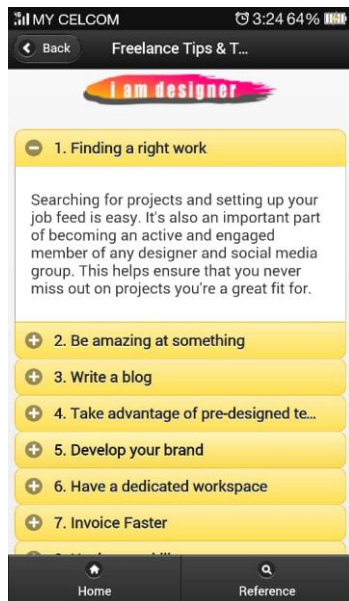 MY CELCOM 3:24 64%
Back Freelance Tips & T...
i am designer
1. Finding a right work
Searching for projects and setting up your
job feed is easy. It's also an important part
of becoming an active and engaged
member of any designer and social media
group. This helps ensure that you never
miss out on projects you're a great fit for.
2. Be amazing at something
3. Write a blog
4. Take advantage of pre-designed te...
5. Develop your brand
6. Have a dedicated workspace
7. Invoice Faster
Home Reference